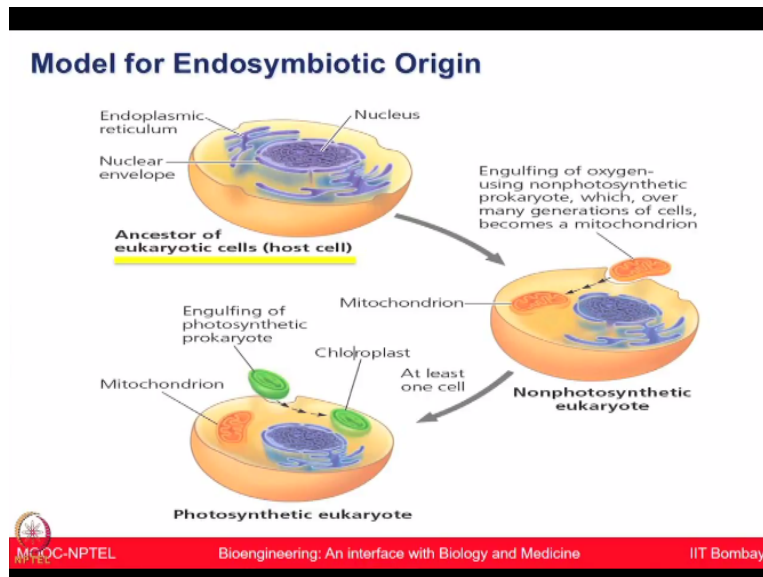 Model for Endosymbiotic Origin
Endoplasmic
reticulum
Nucleus
Nuclear
envelope
Ancestor of
eukaryotic cells (host cell)
Engulfing of oxygen-
using nonphotosynthetic
prokaryote, which, over
many generations of cells,
becomes a mitochondrion
Mitochondrion
Nonphotosynthetic
eukaryote
At least
one cell
Engulfing of
photosynthetic
prokaryote
Chloroplast
Mitochondrion
Photosynthetic eukaryote
NPTEL
MOOC-NPTEL
Bioengineering: An interface with Biology and Medicine
IIT Bombay